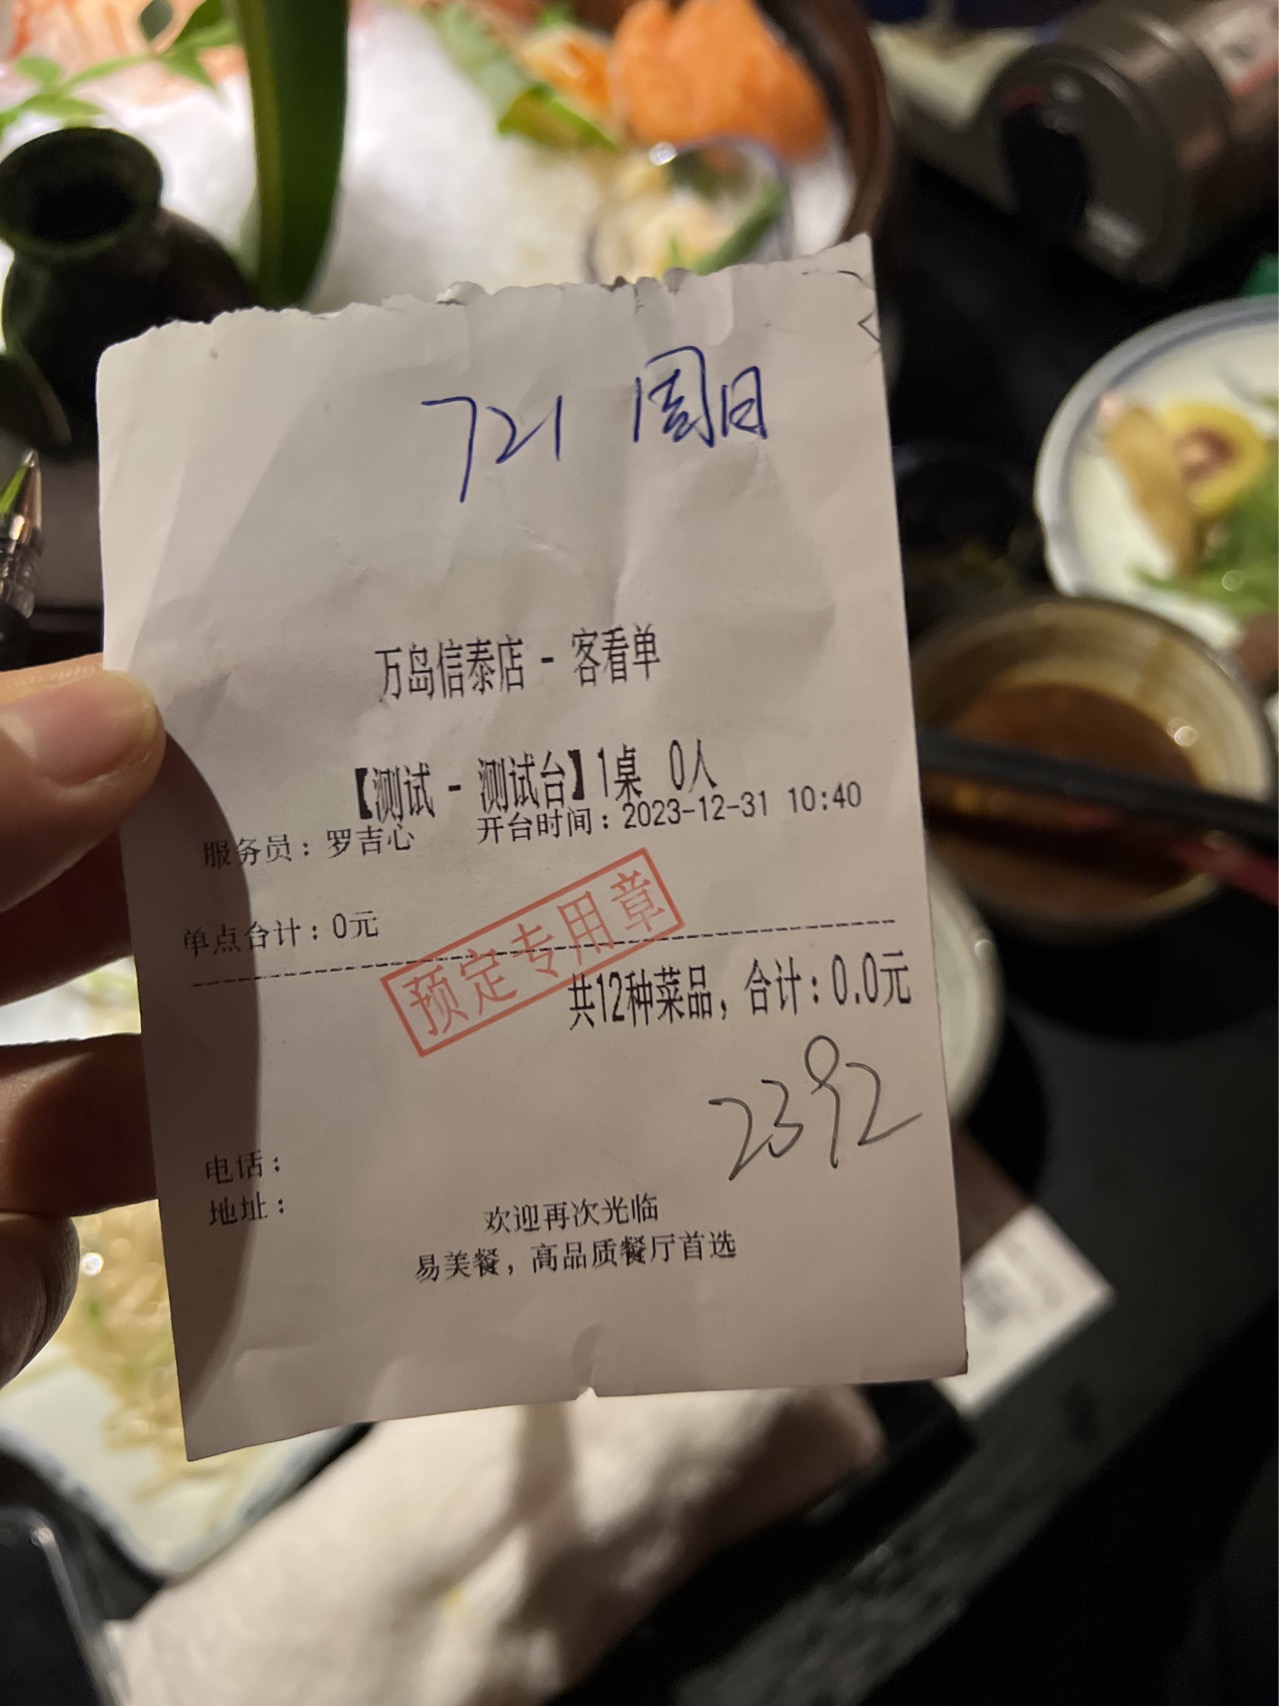 721 周日
万岛信泰店 - 客看单
【测试 - 测试台】1桌 0人
服务员：罗吉心 开台时间：2023-12-31 10:40
单点合计：0元
预定专用章
共12种菜品，合计：0.0元
2392
电话：
地址：
欢迎再次光临
易美餐，高品质餐厅首选